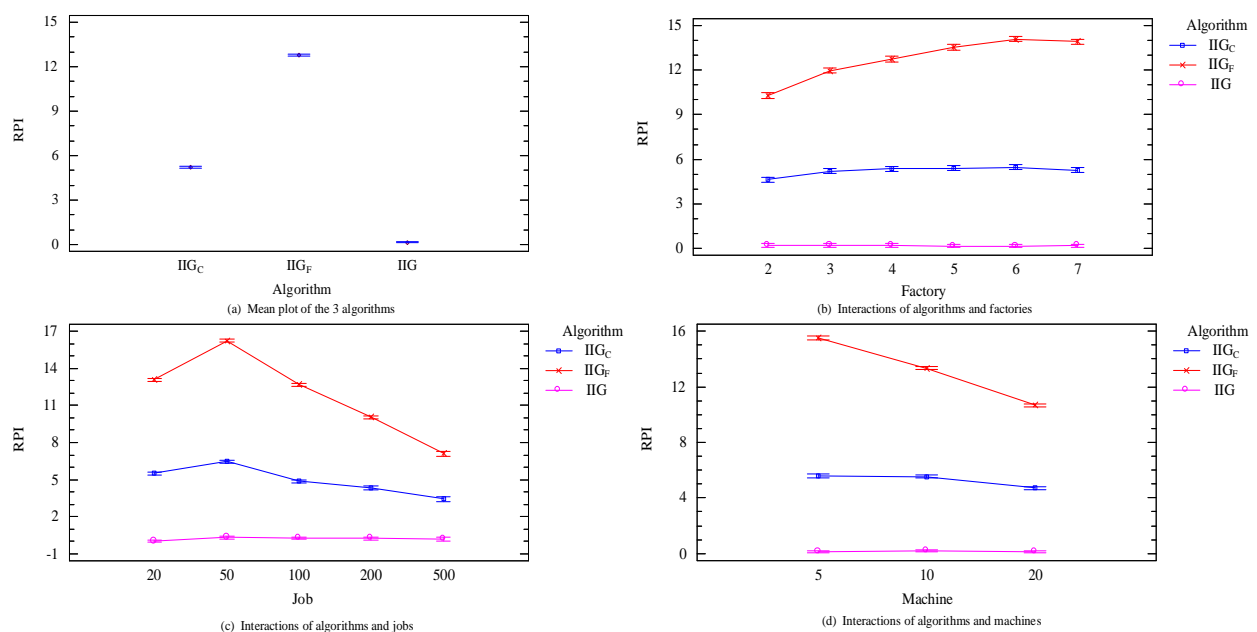 15
12
9
6
3
0
RPI
IIG_C IIG_F IIG
Algorithm
(a) Mean plot of the 3 algorithms
Algorithm
IIG_C
IIG_F
IIG
15
12
9
6
3
0
RPI
2 3 4 5 6 7
Factory
(b) Interactions of algorithms and factories
Algorithm
IIG_C
IIG_F
IIG
17
14
11
8
5
2
-1
RPI
20 50 100 200 500
Job
(c) Interactions of algorithms and jobs
Algorithm
IIG_C
IIG_F
IIG
16
12
8
4
0
RPI
5 10 20
Machine
(d) Interactions of algorithms and machines